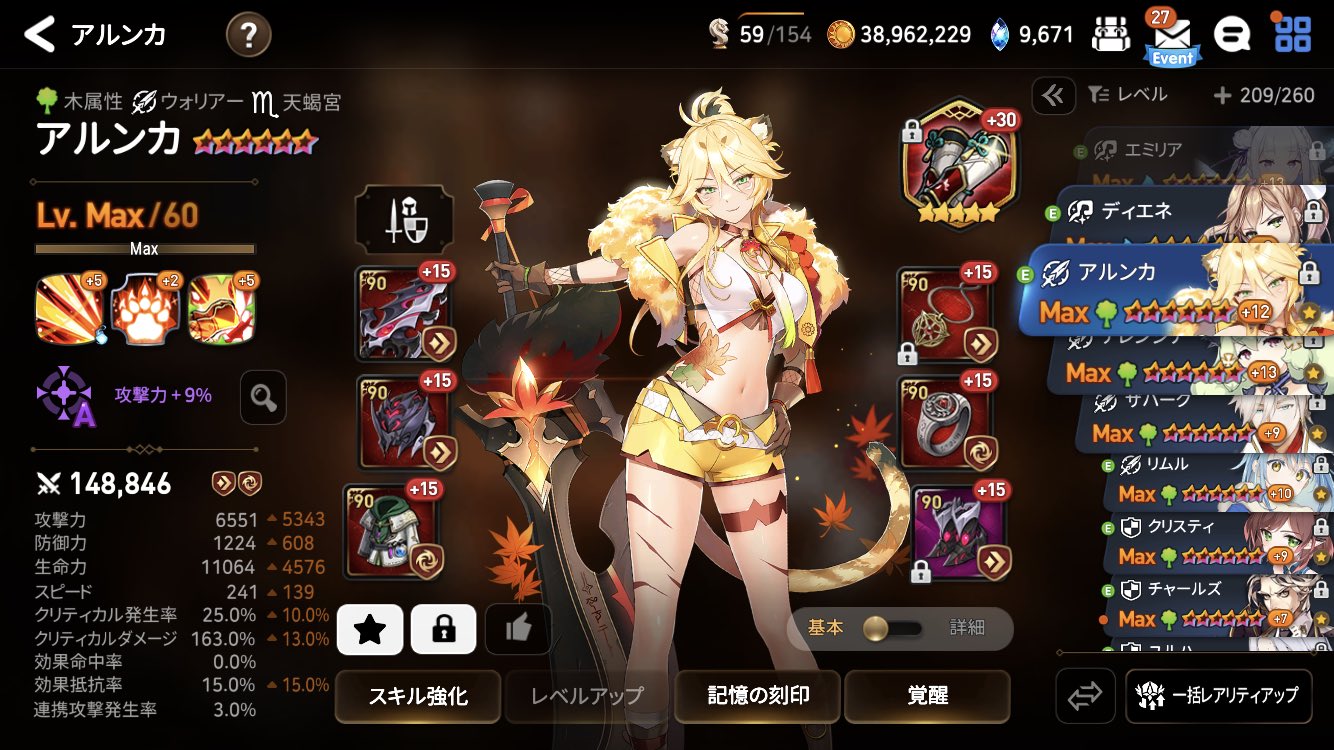 アルンカ
?
59/154
38,962,229
9,671
27
Event
木属性 ウォリアー 天蝎宮
アルンカ
Lv. Max/60
Max
+5
+2
+5
A 攻撃力 + 9%
148,846
攻撃力 6551 5343
防御力 1224 608
生命力 11064 4576
スピード 241 139
クリティカル発生率 25.0% 10.0%
クリティカルダメージ 163.0% 13.0%
効果命中率 0.0%
効果抵抗率 15.0% 15.0%
連携攻撃発生率 3.0%
90 +15
90 +15
90 +15
+30
90 +15
90 +15
90 +15
基本 詳細
スキル強化
レベルアップ
記憶の刻印
覚醒
レベル
209/260
エミリア
Max +13
ディエネ
Max
アルンカ
Max +12
Max +13
サハーク
Max +9
リムル
Max +10
クリスティ
Max +9
チャールズ
Max +7
一括レアリティアップ